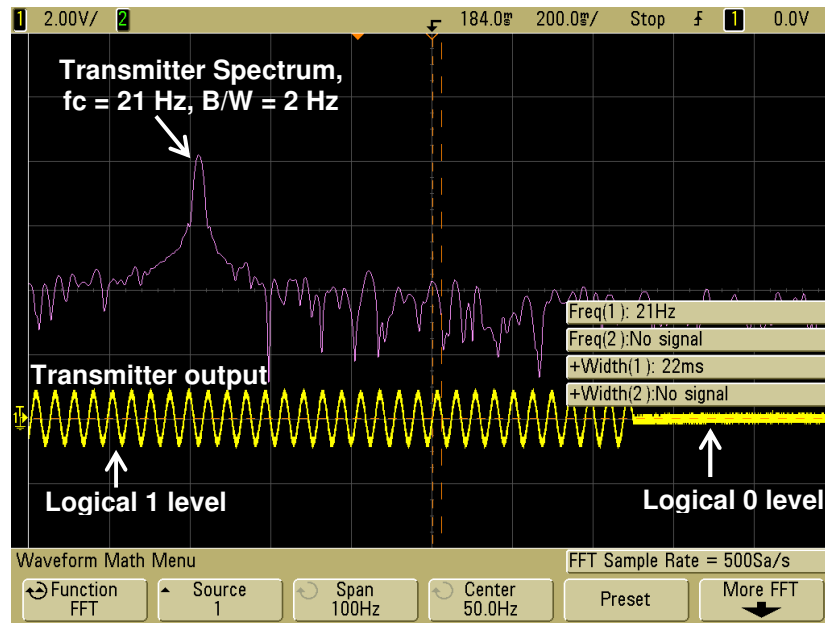 1 2.00V/ 2 184.0ms 200.0ms/ Stop 1 0.0V
Transmitter Spectrum,
fc = 21 Hz, B/W = 2 Hz
Freq(1): 21Hz
Freq(2):No signal
+Width(1): 22ms
+Width(2):No signal
Transmitter output
1
Logical 1 level
Logical 0 level
Waveform Math Menu
FFT Sample Rate = 500Sa/s
Function
FFT
Source
1
Span
100Hz
Center
50.0Hz
Preset
More FFT